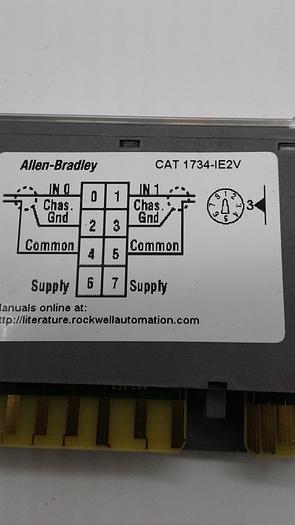 Allen-Bradley CAT 1734-IE2V
IN 0 0 1 IN 1
Chas. Gnd 2 3 Chas. Gnd
Common 4 5 Common
3
Supply 6 7 Supply
anuals online at:
ttp://literature.rockwellautomation.com